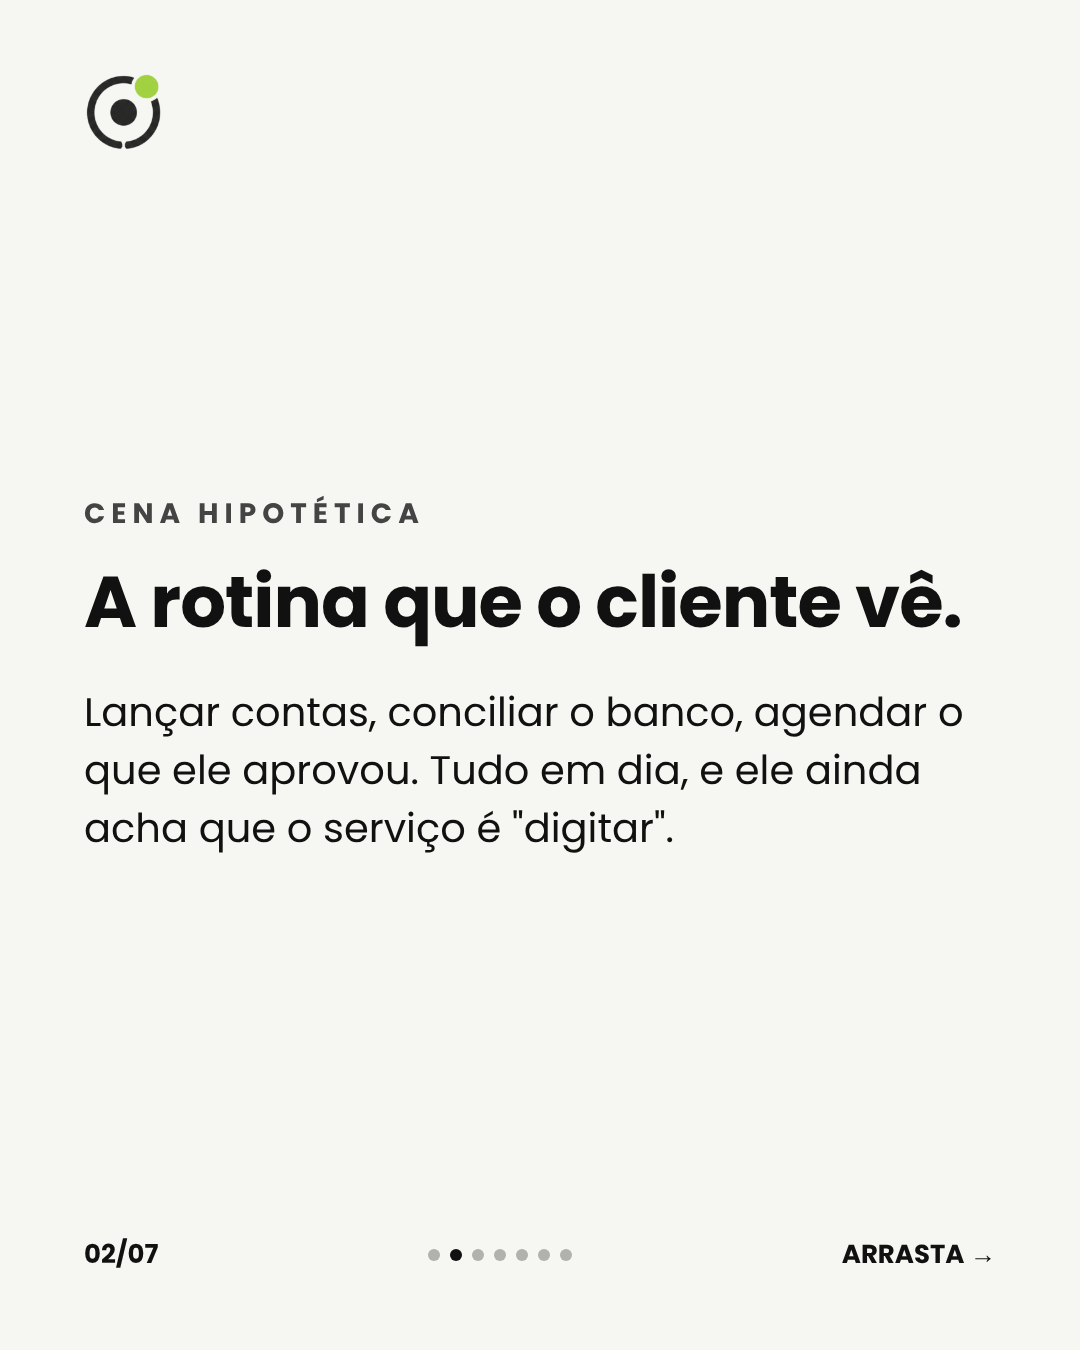 CENA HIPOTÉTICA
A rotina que o cliente vê.
Lançar contas, conciliar o banco, agendar o
que ele aprovou. Tudo em dia, e ele ainda
acha que o serviço é "digitar".
02/07
ARRASTA →